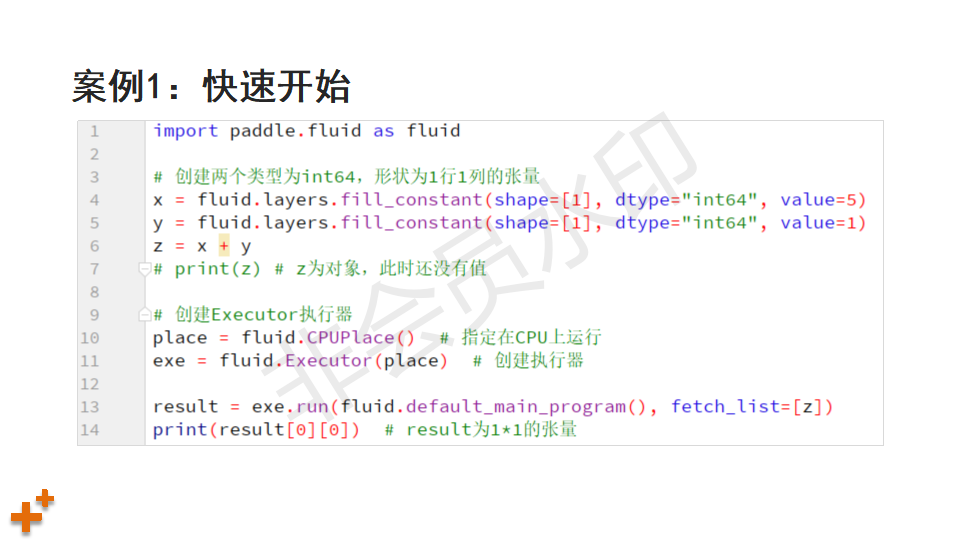 案例1：快速开始
1 import paddle.fluid as fluid
2
3 # 创建两个类型为int64，形状为1行1列的张量
4 x = fluid.layers.fill_constant(shape=[1], dtype="int64", value=5)
5 y = fluid.layers.fill_constant(shape=[1], dtype="int64", value=1)
6 z = x + y
7 # print(z) # z为对象，此时还没有值
8
9 # 创建Executor执行器
10 place = fluid.CPUPlace()  # 指定在CPU上运行
11 exe = fluid.Executor(place)  # 创建执行器
12
13 result = exe.run(fluid.default_main_program(), fetch_list=[z])
14 print(result[0][0])  # result为1*1的张量
非会员水印